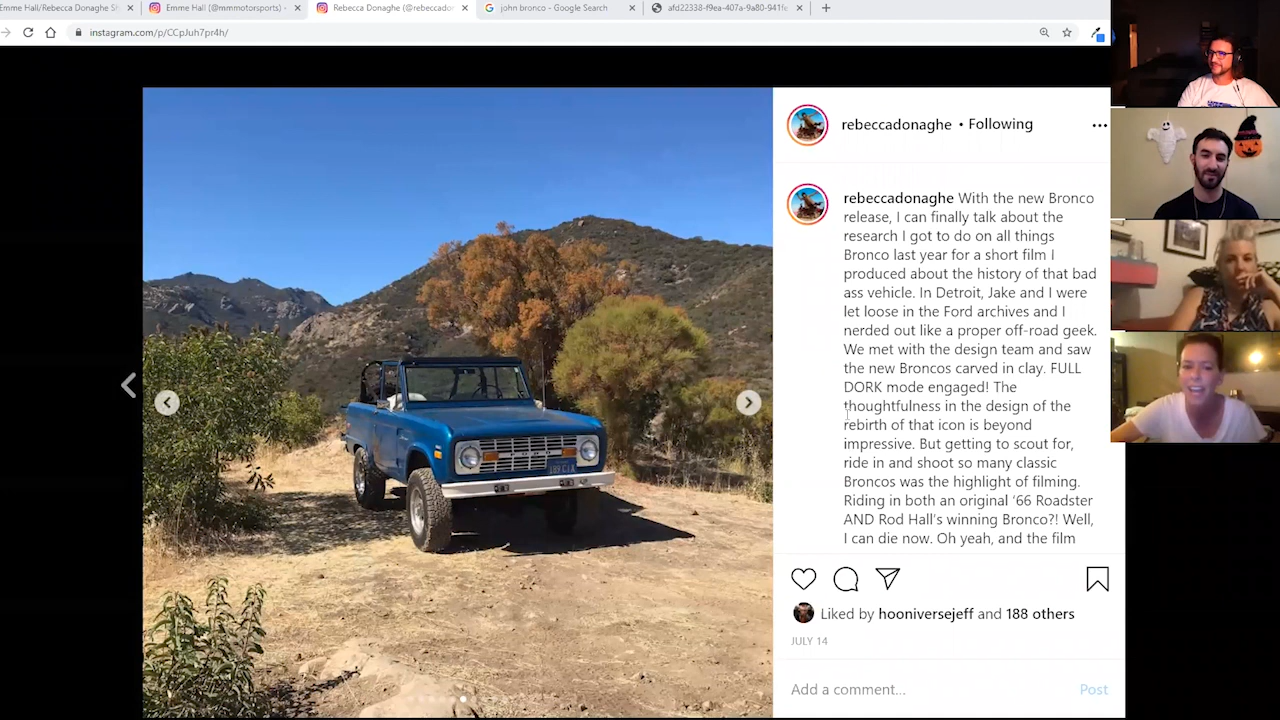 Emme Hall/Rebecca Donaghe S
Emme Hall (@mmmotorsports) •
Rebecca Donaghe (@rebeccador
john bronco - Google Search
afd22338-f9ea-407a-9a80-941fe
instagram.com/p/CCpJuh7pr4h/
rebeccadonaghe • Following
rebeccadonaghe With the new Bronco
release, I can finally talk about the
research I got to do on all things
Bronco last year for a short film I
produced about the history of that bad
ass vehicle. In Detroit, Jake and I were
let loose in the Ford archives and I
nerded out like a proper off-road geek.
We met with the design team and saw
the new Broncos carved in clay. FULL
DORK mode engaged! The
thoughtfulness in the design of the
rebirth of that icon is beyond
impressive. But getting to scout for,
ride in and shoot so many classic
Broncos was the highlight of filming.
Riding in both an original ‘66 Roadster
AND Rod Hall’s winning Bronco?! Well,
I can die now. Oh yeah, and the film
Liked by hooniversejeff and 188 others
JULY 14
Add a comment...
Post
FORD